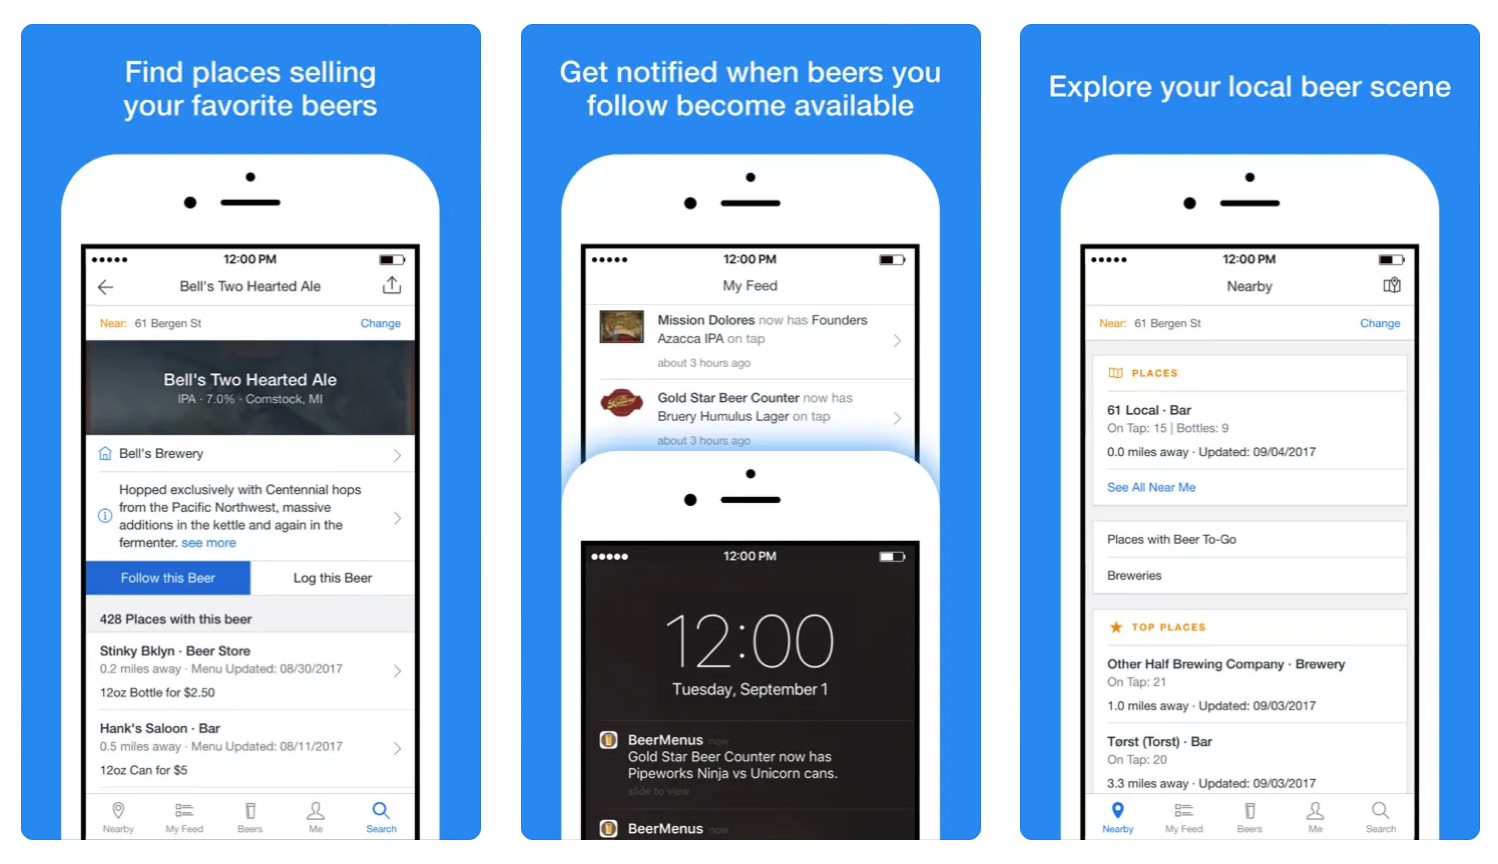 Find places selling
your favorite beers
12:00 PM
Bell's Two Hearted Ale
Near: 61 Bergen St
Change
Bell's Two Hearted Ale
IPA · 7.0% · Comstock, MI
Bell's Brewery
Hopped exclusively with Centennial hops
from the Pacific Northwest, massive
additions in the kettle and again in the
fermenter. see more
Follow this Beer
Log this Beer
428 Places with this beer
Stinky Bklyn · Beer Store
0.2 miles away · Menu Updated: 08/30/2017
12oz Bottle for $2.50
Hank's Saloon · Bar
0.5 miles away · Menu Updated: 08/11/2017
12oz Can for $5
Nearby
My Feed
Beers
Me
Search
Get notified when beers you
follow become available
12:00 PM
My Feed
Mission Dolores now has Founders
Azacca IPA on tap
about 3 hours ago
Gold Star Beer Counter now has
Bruery Humulus Lager on tap
about 3 hours ago
12:00 PM
12:00
Tuesday, September 1
BeerMenus now
Gold Star Beer Counter now has
Pipeworks Ninja vs Unicorn cans.
slide to view
BeerMenus now
Explore your local beer scene
12:00 PM
Nearby
Near: 61 Bergen St
Change
PLACES
61 Local · Bar
On Tap: 15 | Bottles: 9
0.0 miles away · Updated: 09/04/2017
See All Near Me
Places with Beer To-Go
Breweries
TOP PLACES
Other Half Brewing Company · Brewery
On Tap: 21
1.0 miles away · Updated: 09/03/2017
Tørst (Torst) · Bar
On Tap: 20
3.3 miles away · Updated: 09/03/2017
Nearby
My Feed
Beers
Me
Search